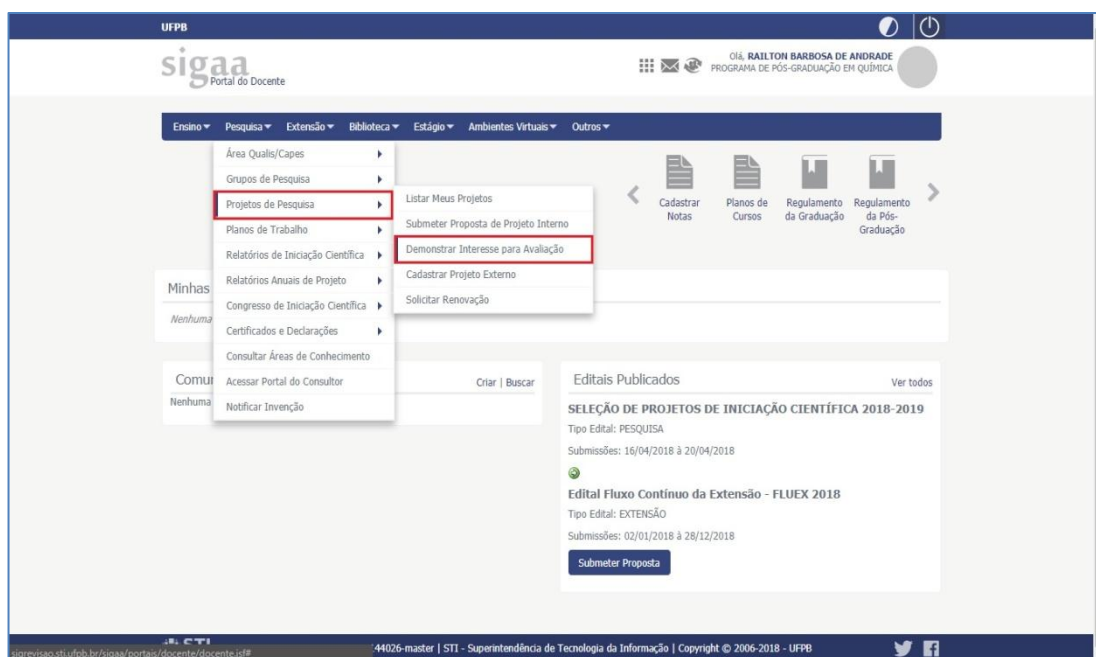 UFPB
sigaa
Portal do Docente
Olá, RAILTON BARBOSA DE ANDRADE
PROGRAMA DE PÓS-GRADUAÇÃO EM QUÍMICA
Ensino Pesquisa Extensão Biblioteca Estágio Ambientes Virtuais Outros
Área Qualis/Capes
Grupos de Pesquisa
Projetos de Pesquisa
Planos de Trabalho
Relatórios de Iniciação Científica
Relatórios Anuais de Projeto
Congresso de Iniciação Científica
Certificados e Declarações
Consultar Áreas de Conhecimento
Acessar Portal do Consultor
Notificar Invenção
Listar Meus Projetos
Submeter Proposta de Projeto Interno
Demonstrar Interesse para Avaliação
Cadastrar Projeto Externo
Solicitar Renovação
Cadastrar
Notas
Planos de
Cursos
Regulamento
da Graduação
Regulamento
da Pós-
Graduação
Minhas
Nenhuma
Comun
Criar | Buscar
Nenhuma
Editais Publicados
Ver todos
SELEÇÃO DE PROJETOS DE INICIAÇÃO CIENTÍFICA 2018-2019
Tipo Edital: PESQUISA
Submissões: 16/04/2018 à 20/04/2018
Edital Fluxo Contínuo da Extensão - FLUEX 2018
Tipo Edital: EXTENSÃO
Submissões: 02/01/2018 à 28/12/2018
Submeter Proposta
STI
sigrevisao.sti.ufpb.br/sigaa/portais/docente/docente.jsf#
44026-master | STI - Superintendência de Tecnologia da Informação | Copyright © 2006-2018 - UFPB